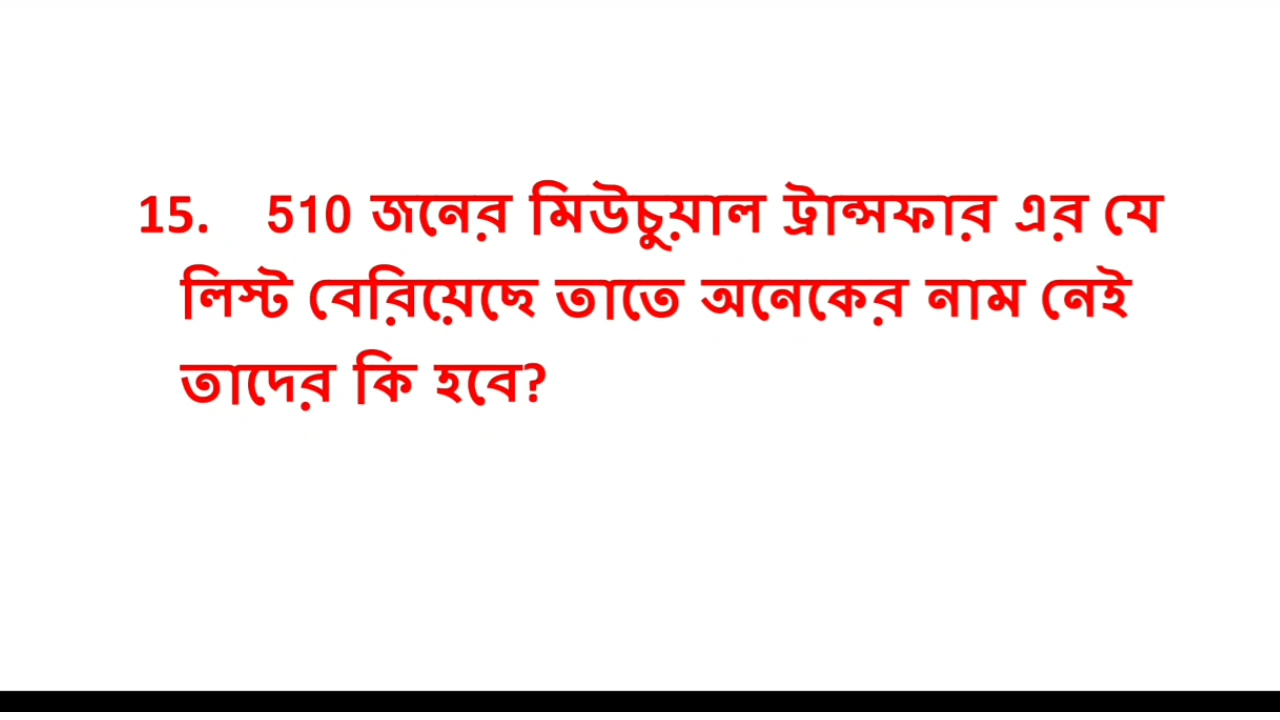 15. 510 জনের মিউচুয়াল ট্রান্সফার এর যে
লিস্ট বেরিয়েছে তাতে অনেকের নাম নেই
তাদের কি হবে?